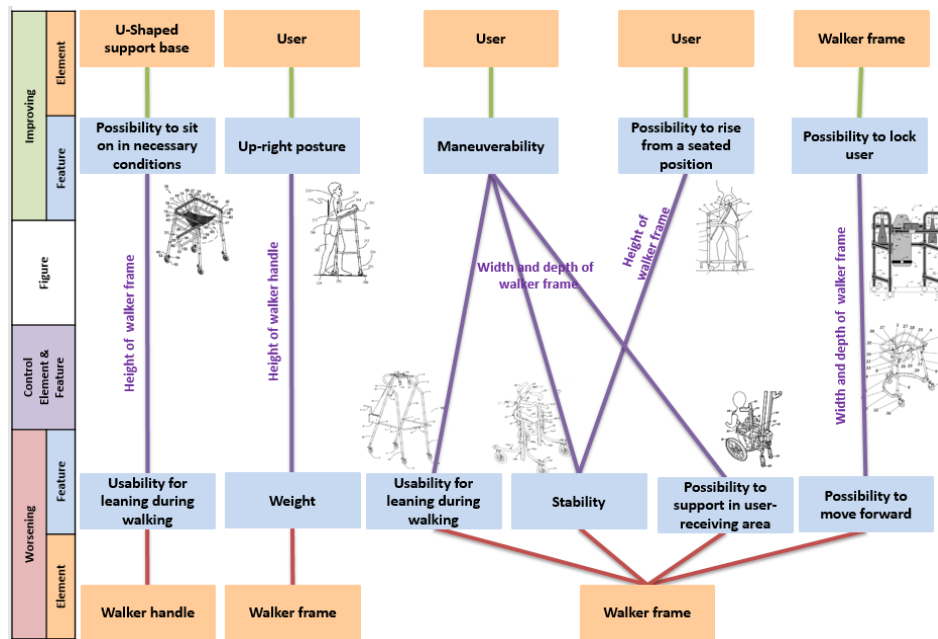 Improving
Element
Feature
Figure
Control
Element &
Feature
Worsening
Feature
Element
U-Shaped
support base
User
User
User
Walker frame
Possibility to sit
on in necessary
conditions
Up-right posture
Maneuverability
Possibility to rise
from a seated
position
Possibility to lock
user
Height of walker frame
Height of walker handle
Width and depth of
walker frame
Height of
walker frame
Width and depth of walker frame
Usability for
leaning during
walking
Weight
Usability for
leaning during
walking
Stability
Possibility to
support in user-
receiving area
Possibility to
move forward
Walker handle
Walker frame
Walker frame